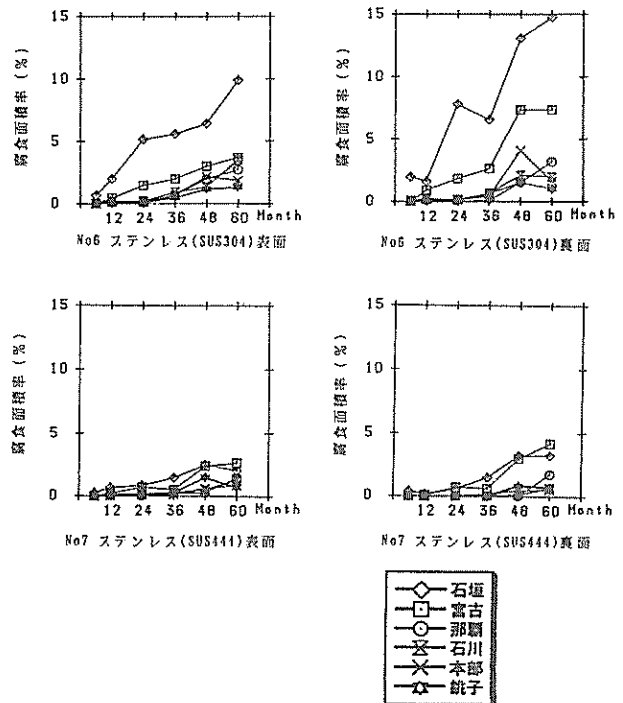 腐食面積率 (%)
15
10
5
0
12 24 36 48 60 Month
No6 ステンレス(SUS304)表面
腐食面積率 (%)
15
10
5
0
12 24 36 48 60 Month
No6 ステンレス(SUS304)裏面
腐食面積率 (%)
15
10
5
0
12 24 36 48 60 Month
No7 ステンレス(SUS444)表面
腐食面積率 (%)
15
10
5
0
12 24 36 48 60 Month
No7 ステンレス(SUS444)裏面
石垣
宮古
那覇
石川
本部
銚子